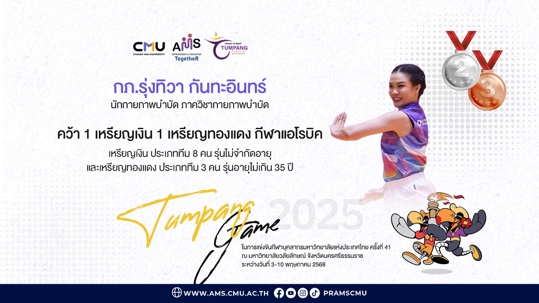 CMU
CHIANG MAI UNIVERSITY
AMS
TogetheR
TUMPANG
กภ.รุ่งทิวา กันทะอินทร์
นักกายภาพบำบัด ภาควิชากายภาพบำบัด
คว้า 1 เหรียญเงิน 1 เหรียญทองแดง กีฬาแอโรบิค
เหรียญเงิน ประเภททีม 8 คน รุ่นไม่จำกัดอายุ
และเหรียญทองแดง ประเภททีม 3 คน รุ่นอายุไม่เกิน 35 ปี
2
3
Tumpang
Game
2025
ในการแข่งขันกีฬาบุคลากรมหาวิทยาลัยแห่งประเทศไทย ครั้งที่ 41
ณ มหาวิทยาลัยวลัยลักษณ์ จังหวัดนครศรีธรรมราช
ระหว่างวันที่ 3-10 พฤษภาคม 2568
WWW.AMS.CMU.AC.TH
PRAMSCMU